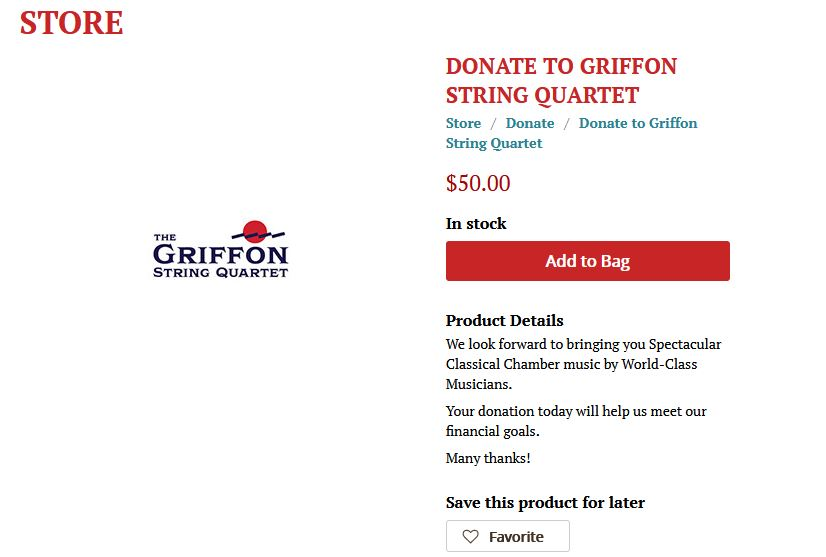 STORE
THE
GRIFFON
STRING QUARTET
DONATE TO GRIFFON
STRING QUARTET
Store / Donate / Donate to Griffon
String Quartet
$50.00
In stock
Add to Bag
Product Details
We look forward to bringing you Spectacular
Classical Chamber music by World-Class
Musicians.
Your donation today will help us meet our
financial goals.
Many thanks!
Save this product for later
Favorite